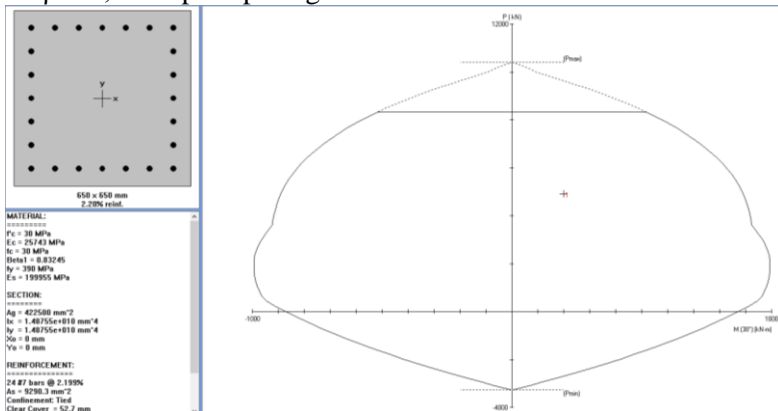 y
x
650 x 650 mm
2.20% reinf.
MATERIAL:
=========
f'c = 30 MPa
Ec = 25743 MPa
fc = 30 MPa
Beta1 = 0.83245
fy = 390 MPa
Es = 199955 MPa
SECTION:
========
Ag = 422500 mm^2
Ix = 1.48755e+010 mm^4
Iy = 1.48755e+010 mm^4
Xo = 0 mm
Yo = 0 mm
REINFORCEMENT:
==============
24 #7 bars @ 2.199%
As = 9290.3 mm^2
Confinement: Tied
Clear Cover = 52.7 mm
P (kN)
12000
(Pmax)
1
-1000
1000
M (30°) (kN-m)
(Pmin)
-4000